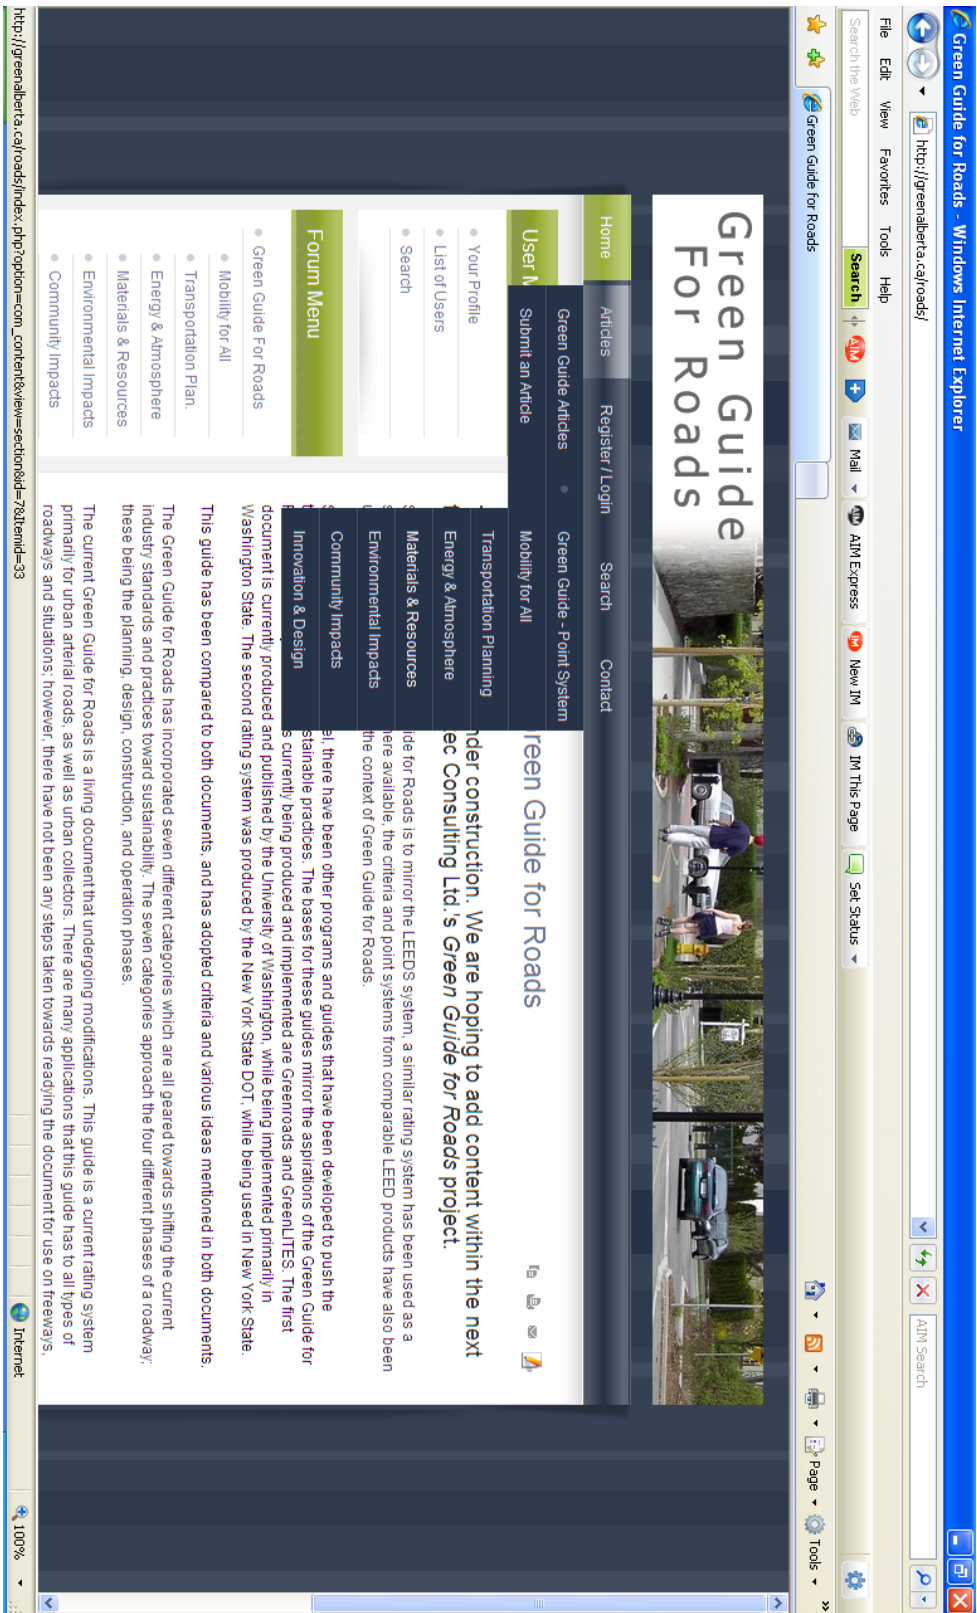 Green Guide for Roads - Windows Internet Explorer
http://greenalberta.ca/roads/
AIM Search
File Edit View Favorites Tools Help
Search the Web
Search
AIM
Mail
AIM Express
New IM
IM This Page
Set Status
Green Guide for Roads
Page
Tools
Green Guide
For Roads
Home
Articles
Register / Login
Search
Contact
Green Guide Articles
Submit an Article
Green Guide - Point System
Mobility for All
Transportation Planning
Energy & Atmosphere
Materials & Resources
Environmental Impacts
Community Impacts
Innovation & Design
User
Your Profile
List of Users
Search
Forum Menu
Green Guide For Roads
Mobility for All
Transportation Plan.
Energy & Atmosphere
Materials & Resources
Environmental Impacts
Community Impacts
reen Guide for Roads
nder construction. We are hoping to add content within the next
ec Consulting Ltd.'s Green Guide for Roads project.
ide for Roads is to mirror the LEEDS system, a similar rating system has been used as a
here available, the criteria and point systems from comparable LEED products have also been
the context of Green Guide for Roads.
el, there have been other programs and guides that have been developed to push the
stainable practices. The bases for these guides mirror the aspirations of the Green Guide for
s currently being produced and implemented are Greenroads and GreenLITES. The first
document is currently produced and published by the University of Washington, while being implemented primarily in
Washington State. The second rating system was produced by the New York State DOT, while being used in New York State.
This guide has been compared to both documents, and has adopted criteria and various ideas mentioned in both documents.
The Green Guide for Roads has incorporated seven different categories which are all geared towards shifting the current
industry standards and practices toward sustainability. The seven categories approach the four different phases of a roadway;
these being the planning, design, construction, and operation phases.
The current Green Guide for Roads is a living document that undergoing modifications. This guide is a current rating system
primarily for urban arterial roads, as well as urban collectors. There are many applications that this guide has to all types of
roadways and situations; however, there have not been any steps taken towards readying the document for use on freeways,
http://greenalberta.ca/roads/index.php?option=com_content&view=section&id=7&Itemid=33
Internet
100%